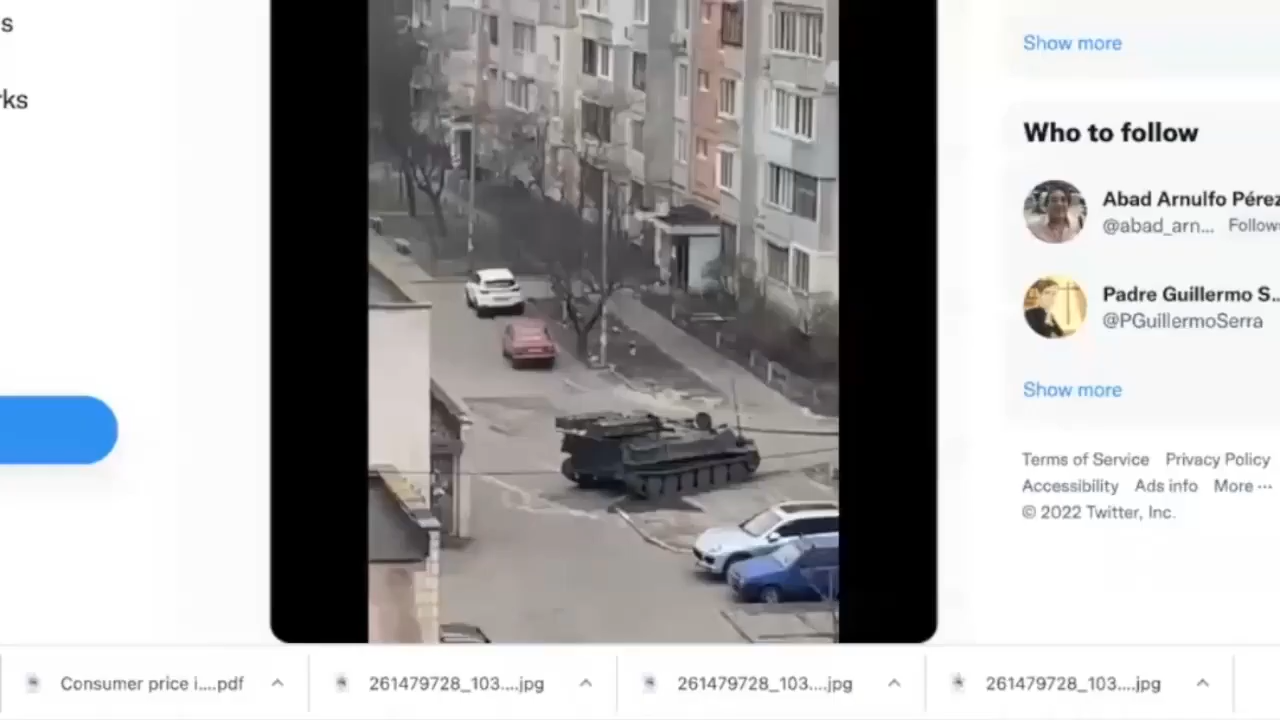 s
rks
Show more
Who to follow
Abad Arnulfo Pérez
@abad_arn... Follow
Padre Guillermo S..
@PGuillermoSerra
Show more
Terms of Service Privacy Policy
Accessibility Ads info More ···
© 2022 Twitter, Inc.
Consumer price i....pdf
261479728_103....jpg
261479728_103....jpg
261479728_103....jpg